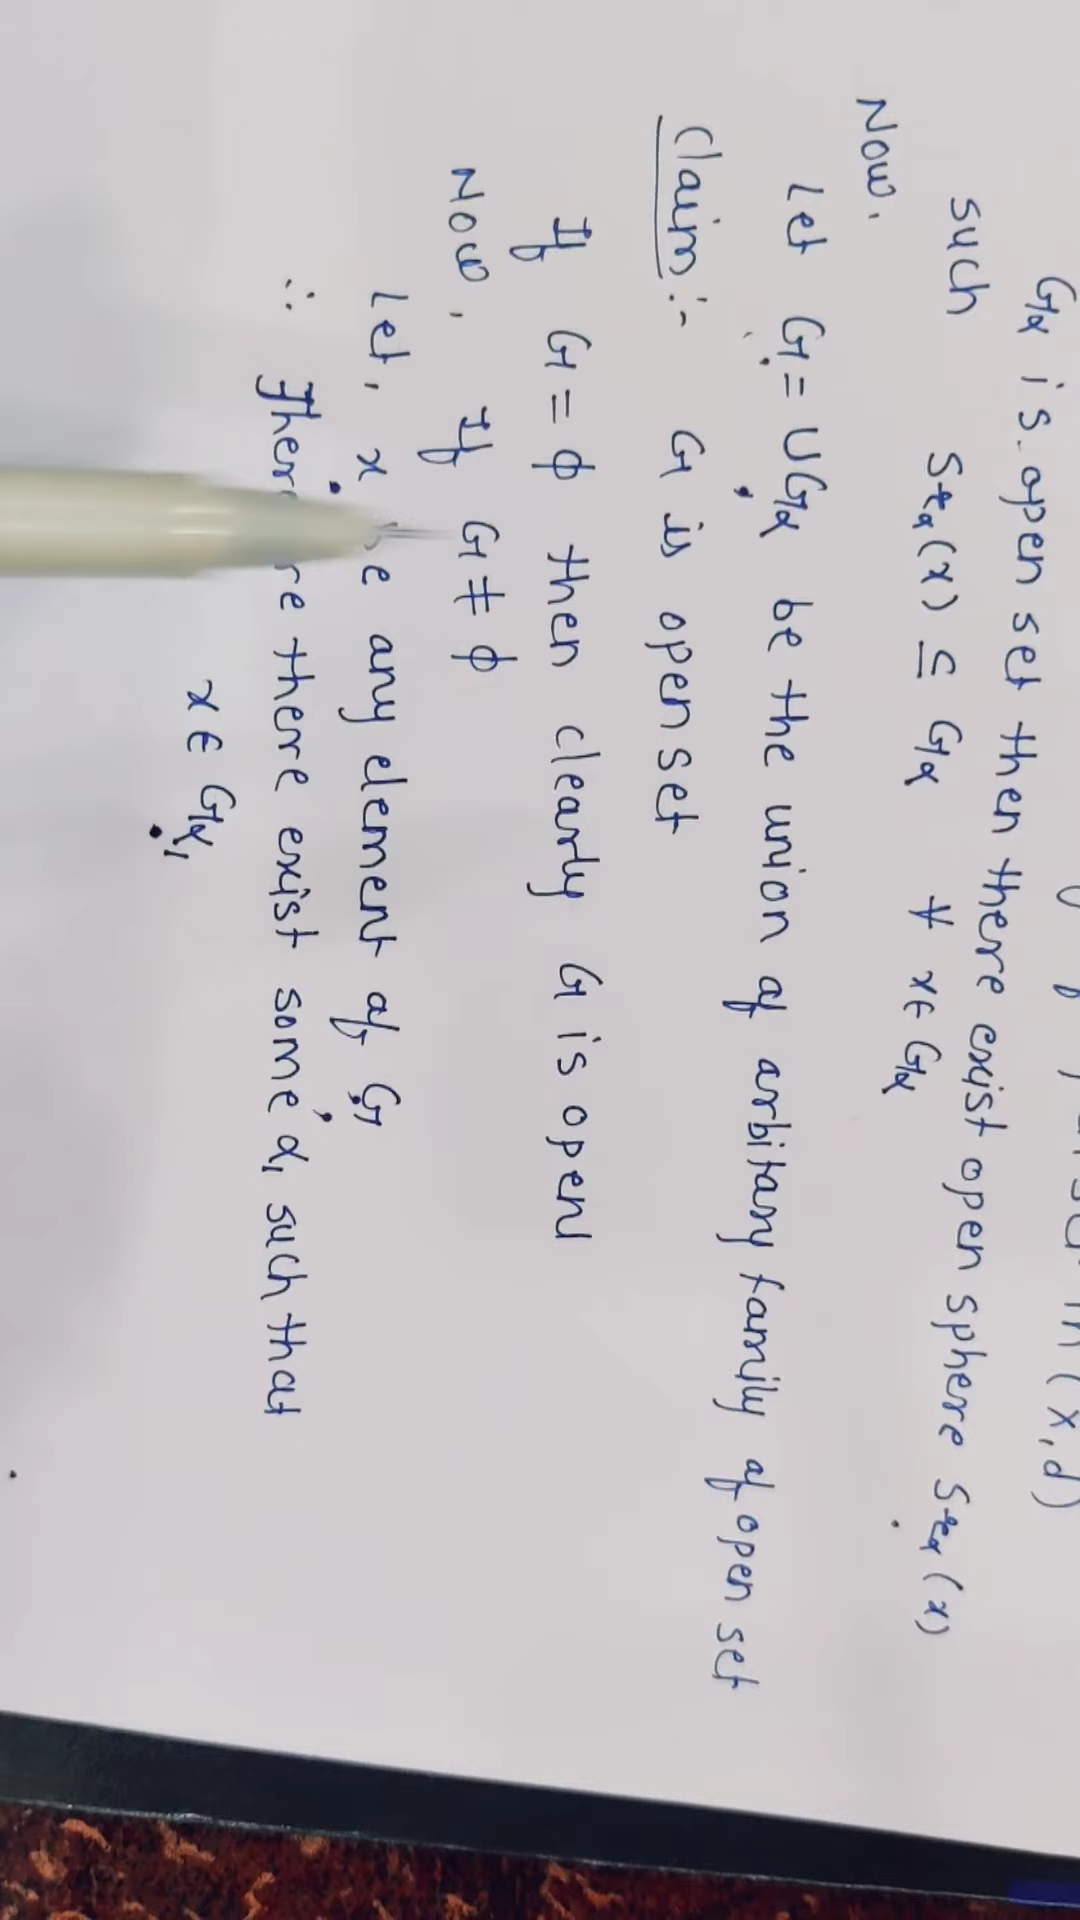 in (x,d)
Gα is open set then there exist open sphere Srα(x)
such Srα(x) ⊆ Gα ∀ x∈Gα
Now,
Let G = ∪Gα be the union of arbitary family of open set
Claim:- G is open set
If G = ϕ then clearly G is open
Now, If G ≠ ϕ
Let, x be any element of G
∴ there exist some α₁ such that
x∈Gα₁